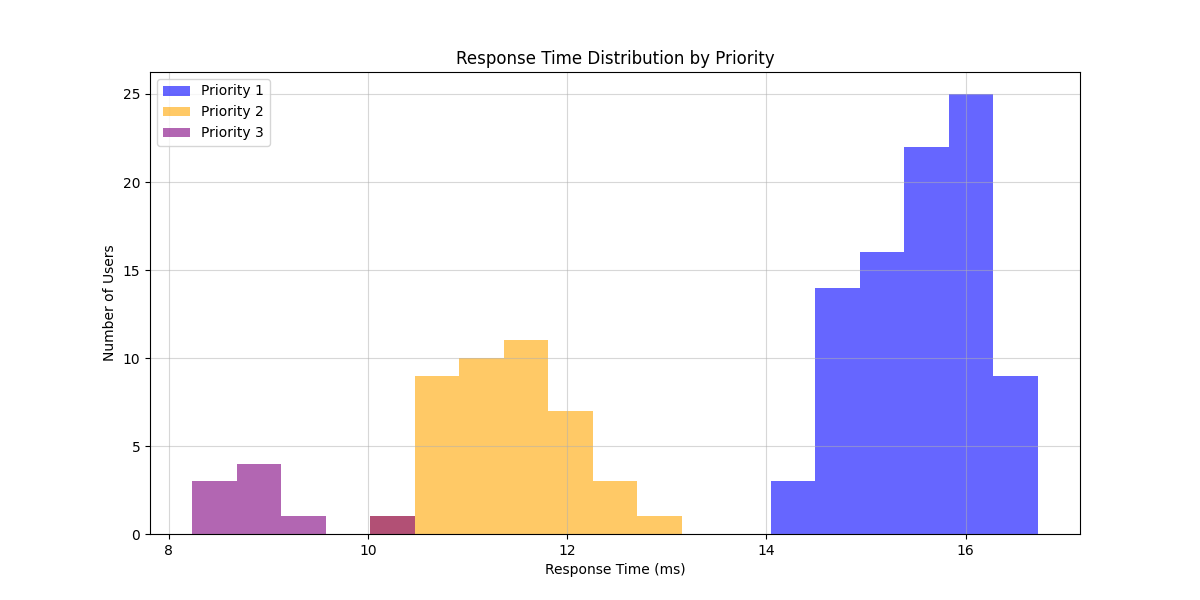 Response Time Distribution by Priority
Priority 1
Priority 2
Priority 3
25
20
15
10
5
0
Number of Users
8
10
12
14
16
Response Time (ms)